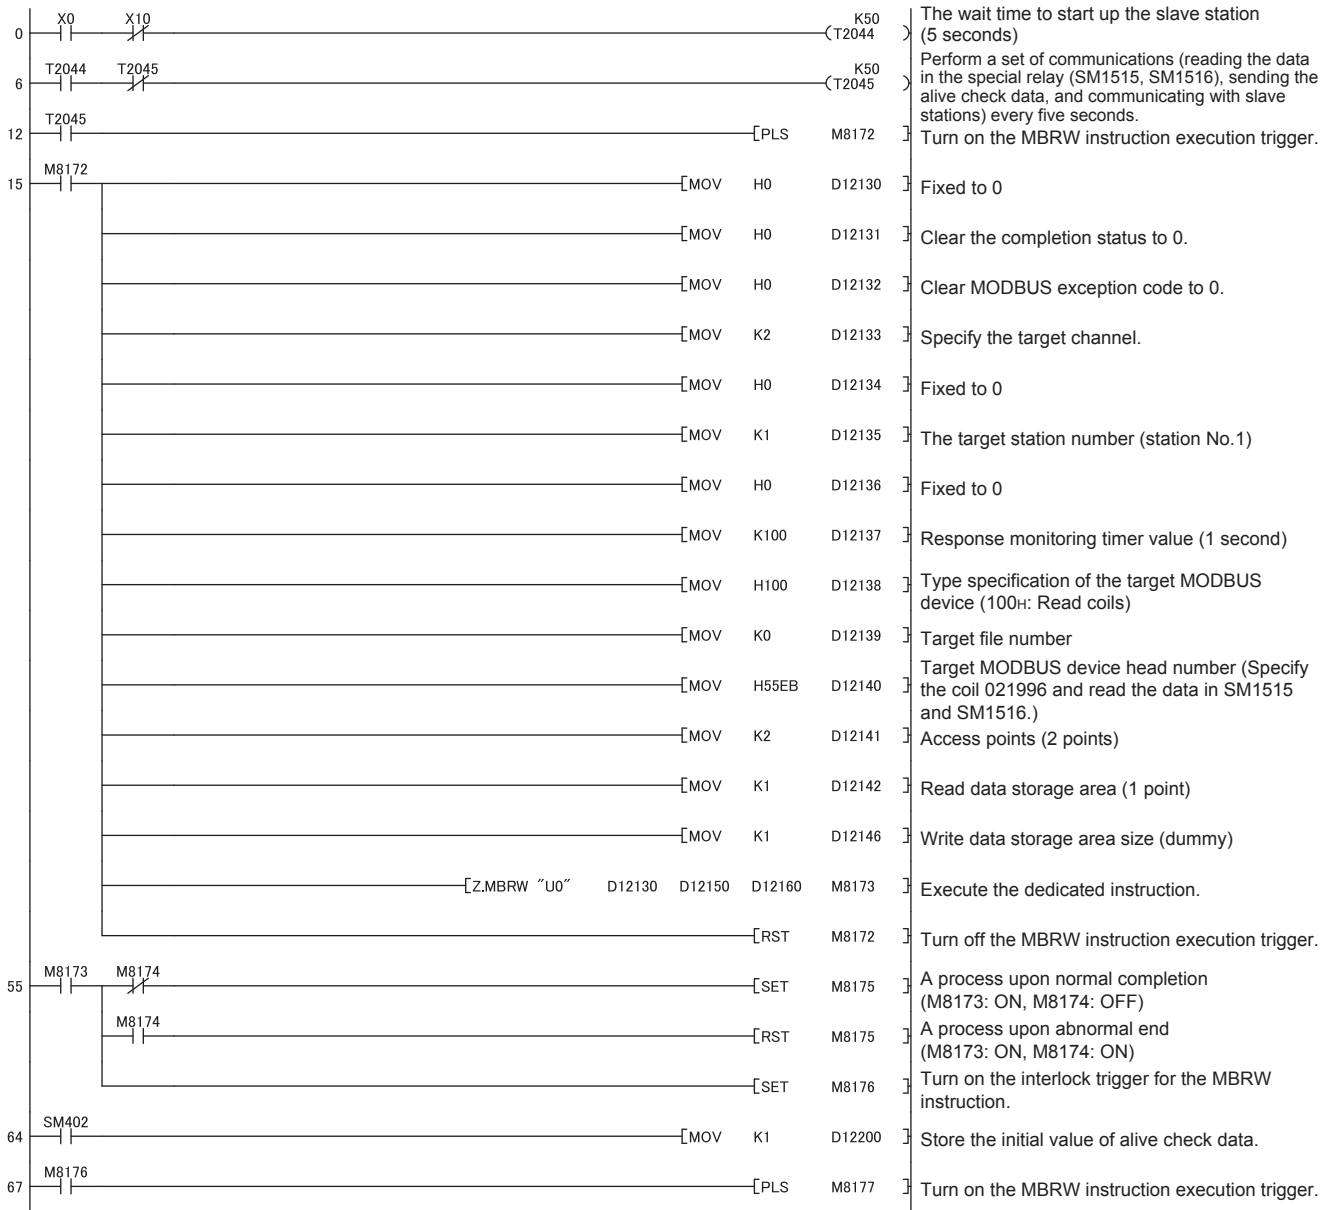 X0 X10 K50
0 T2044 The wait time to start up the slave station
(5 seconds)
T2044 T2045 K50
6 T2045 Perform a set of communications (reading the data
in the special relay (SM1515, SM1516), sending the
alive check data, and communicating with slave
stations) every five seconds.
T2045
12 PLS M8172 Turn on the MBRW instruction execution trigger.
M8172
15 MOV H0 D12130 Fixed to 0
MOV H0 D12131 Clear the completion status to 0.
MOV H0 D12132 Clear MODBUS exception code to 0.
MOV K2 D12133 Specify the target channel.
MOV H0 D12134 Fixed to 0
MOV K1 D12135 The target station number (station No.1)
MOV H0 D12136 Fixed to 0
MOV K100 D12137 Response monitoring timer value (1 second)
MOV H100 D12138 Type specification of the target MODBUS
device (100H: Read coils)
MOV K0 D12139 Target file number
MOV H55EB D12140 Target MODBUS device head number (Specify
the coil 021996 and read the data in SM1515
and SM1516.)
MOV K2 D12141 Access points (2 points)
MOV K1 D12142 Read data storage area (1 point)
MOV K1 D12146 Write data storage area size (dummy)
Z.MBRW "U0" D12130 D12150 D12160 M8173 Execute the dedicated instruction.
RST M8172 Turn off the MBRW instruction execution trigger.
M8173 M8174
55 SET M8175 A process upon normal completion
(M8173: ON, M8174: OFF)
M8174
RST M8175 A process upon abnormal end
(M8173: ON, M8174: ON)
SET M8176 Turn on the interlock trigger for the MBRW
instruction.
SM402
64 MOV K1 D12200 Store the initial value of alive check data.
M8176
67 PLS M8177 Turn on the MBRW instruction execution trigger.